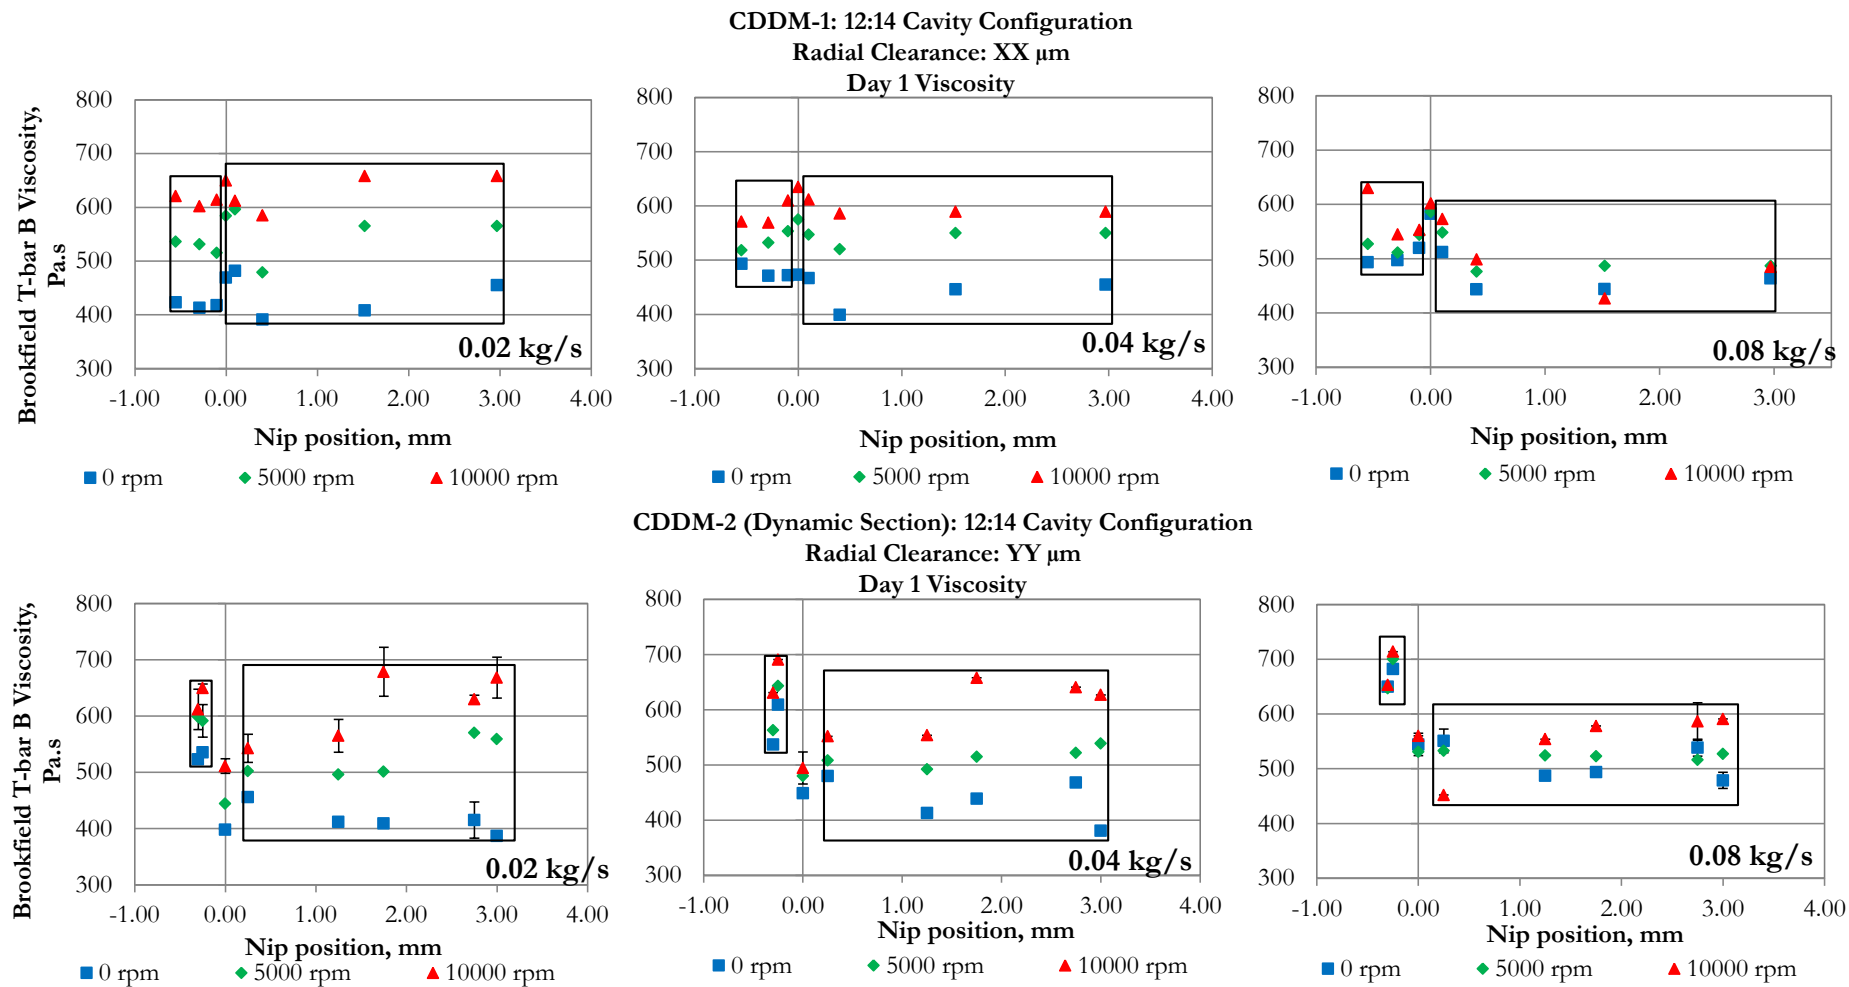 CDDM-1: 12:14 Cavity Configuration
Radial Clearance: XX µm
Day 1 Viscosity
Brookfield T-bar B Viscosity,
Pa.s
800
700
600
500
400
300
-1.00 0.00 1.00 2.00 3.00 4.00
0.02 kg/s
Nip position, mm
0 rpm 5000 rpm 10000 rpm
800
700
600
500
400
300
-1.00 0.00 1.00 2.00 3.00 4.00
0.04 kg/s
Nip position, mm
0 rpm 5000 rpm 10000 rpm
800
700
600
500
400
300
-1.00 0.00 1.00 2.00 3.00
0.08 kg/s
Nip position, mm
0 rpm 5000 rpm 10000 rpm
CDDM-2 (Dynamic Section): 12:14 Cavity Configuration
Radial Clearance: YY µm
Day 1 Viscosity
Brookfield T-bar B Viscosity,
Pa.s
800
700
600
500
400
300
-1.00 0.00 1.00 2.00 3.00 4.00
0.02 kg/s
Nip position, mm
0 rpm 5000 rpm 10000 rpm
800
700
600
500
400
300
-1.00 0.00 1.00 2.00 3.00 4.00
0.04 kg/s
Nip position, mm
0 rpm 5000 rpm 10000 rpm
800
700
600
500
400
300
-1.00 0.00 1.00 2.00 3.00 4.00
0.08 kg/s
Nip position, mm
0 rpm 5000 rpm 10000 rpm